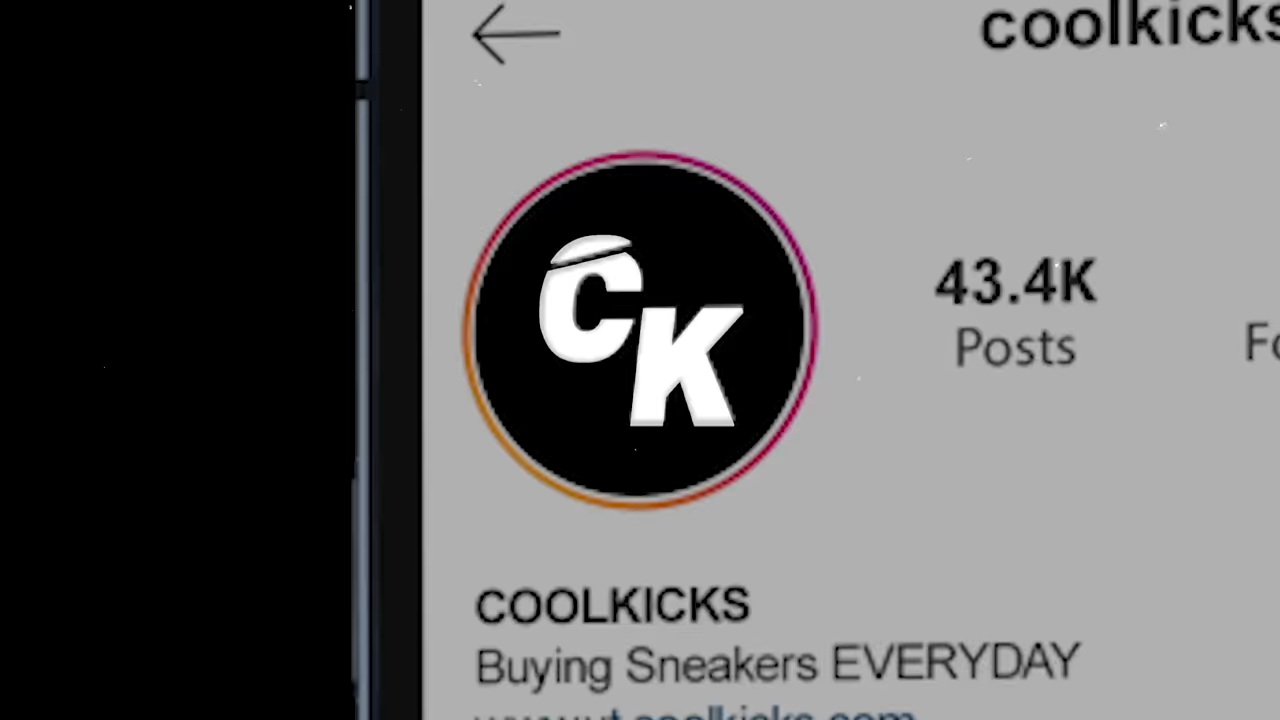 coolkicks
CK
43.4K
Posts
COOLKICKS
Buying Sneakers EVERYDAY